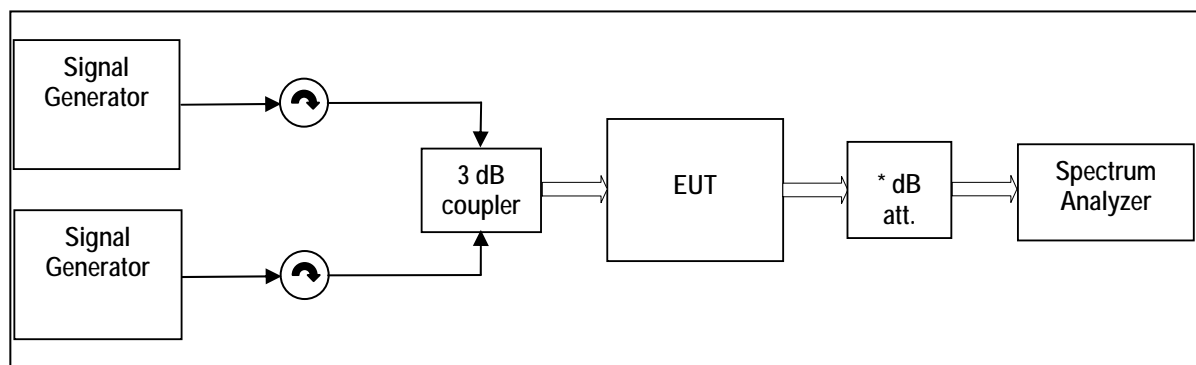 Signal
Generator
Signal
Generator
3 dB
coupler
EUT
* dB
att.
Spectrum
Analyzer